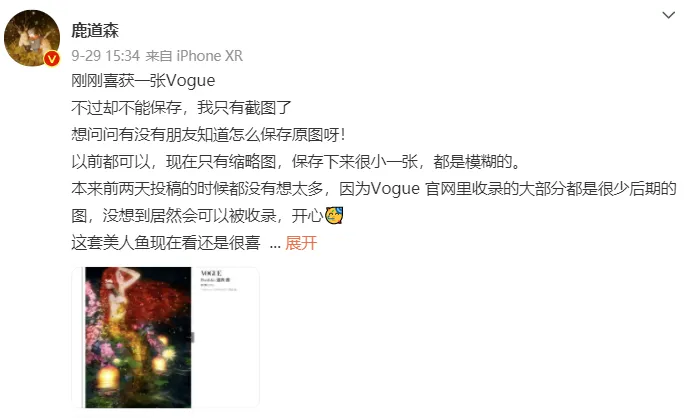 鹿道森
9-29 15:34 来自 iPhone XR
刚刚喜获一张Vogue
不过却不能保存，我只有截图了
想问问有没有朋友知道怎么保存原图呀！
以前都可以，现在只有缩略图，保存下来很小一张，都是模糊的。
本来前两天投稿的时候都没有想太多，因为Vogue 官网里收录的大部分都是很少后期的
图，没想到居然会可以被收录，开心🥳
这套美人鱼现在看还是很喜 ... 展开
VOGUE